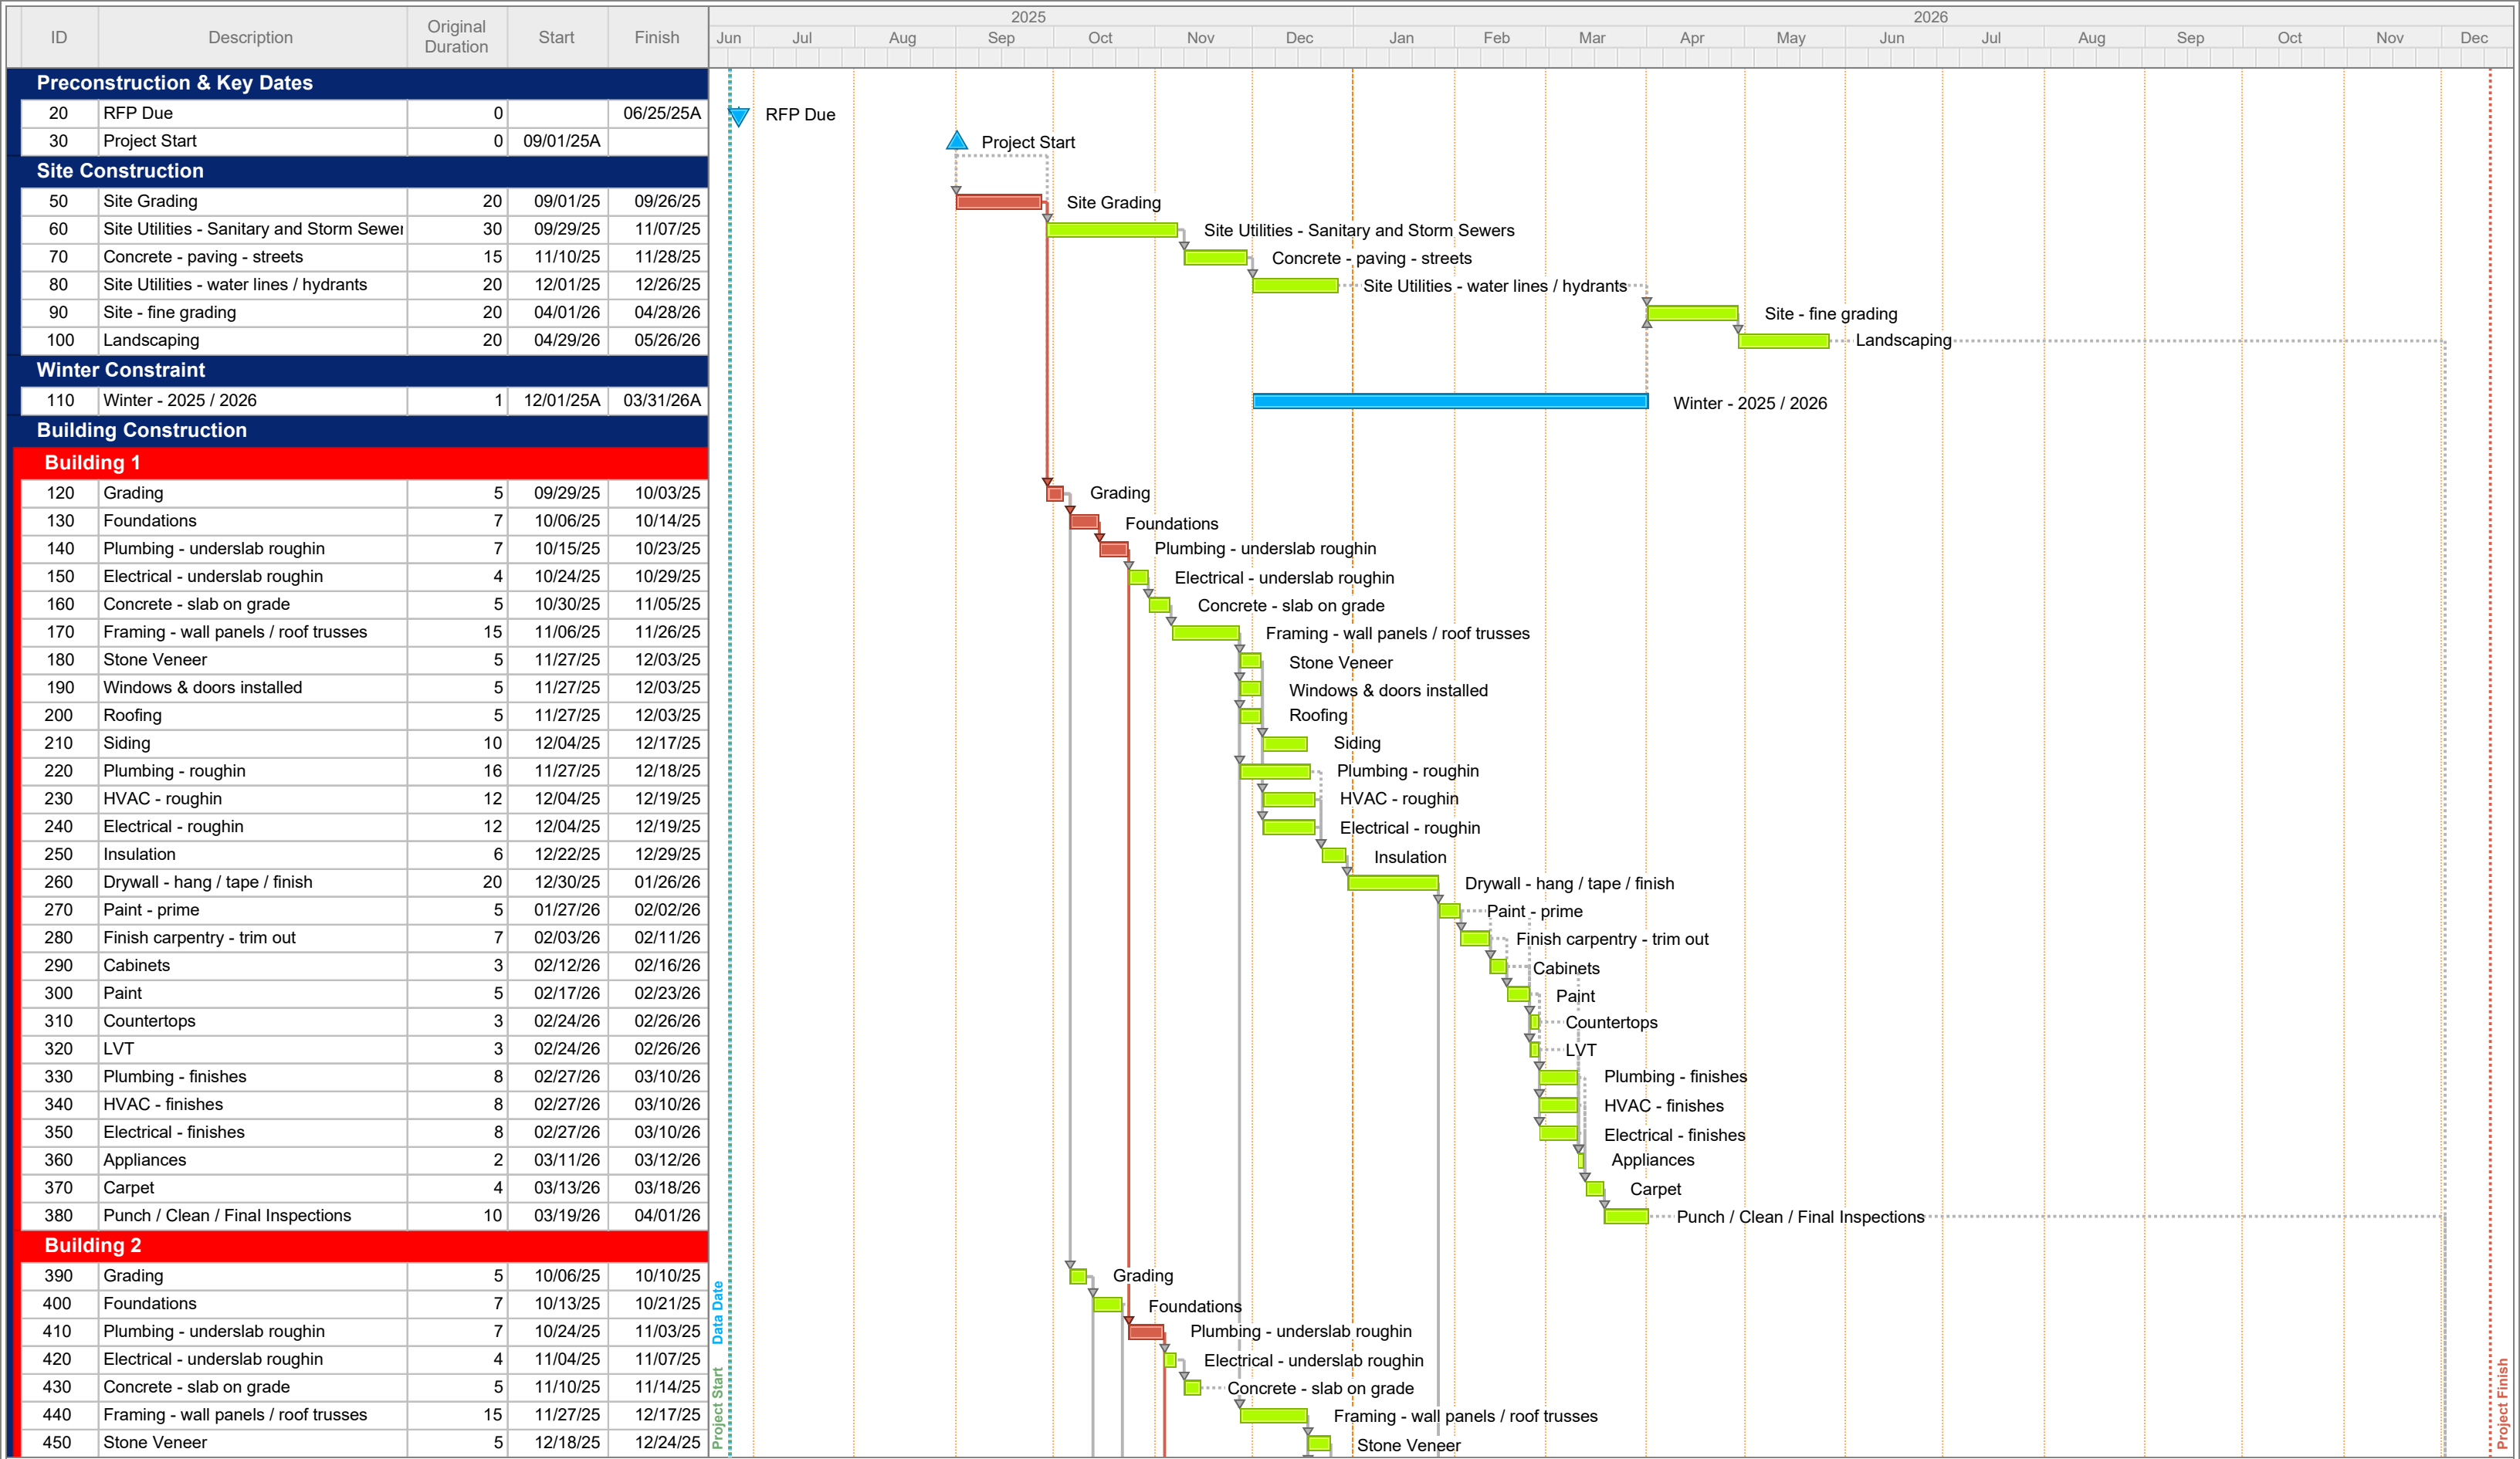 2025 2026
ID Description Original Duration Start Finish Jun Jul Aug Sep Oct Nov Dec Jan Feb Mar Apr May Jun Jul Aug Sep Oct Nov Dec
Preconstruction & Key Dates
20 RFP Due 0 06/25/25A RFP Due
30 Project Start 0 09/01/25A Project Start
Site Construction
50 Site Grading 20 09/01/25 09/26/25 Site Grading
60 Site Utilities - Sanitary and Storm Sewer 30 09/29/25 11/07/25 Site Utilities - Sanitary and Storm Sewers
70 Concrete - paving - streets 15 11/10/25 11/28/25 Concrete - paving - streets
80 Site Utilities - water lines / hydrants 20 12/01/25 12/26/25 Site Utilities - water lines / hydrants
90 Site - fine grading 20 04/01/26 04/28/26 Site - fine grading
100 Landscaping 20 04/29/26 05/26/26 Landscaping
Winter Constraint
110 Winter - 2025 / 2026 1 12/01/25A 03/31/26A Winter - 2025 / 2026
Building Construction
Building 1
120 Grading 5 09/29/25 10/03/25 Grading
130 Foundations 7 10/06/25 10/14/25 Foundations
140 Plumbing - underslab roughin 7 10/15/25 10/23/25 Plumbing - underslab roughin
150 Electrical - underslab roughin 4 10/24/25 10/29/25 Electrical - underslab roughin
160 Concrete - slab on grade 5 10/30/25 11/05/25 Concrete - slab on grade
170 Framing - wall panels / roof trusses 15 11/06/25 11/26/25 Framing - wall panels / roof trusses
180 Stone Veneer 5 11/27/25 12/03/25 Stone Veneer
190 Windows & doors installed 5 11/27/25 12/03/25 Windows & doors installed
200 Roofing 5 11/27/25 12/03/25 Roofing
210 Siding 10 12/04/25 12/17/25 Siding
220 Plumbing - roughin 16 11/27/25 12/18/25 Plumbing - roughin
230 HVAC - roughin 12 12/04/25 12/19/25 HVAC - roughin
240 Electrical - roughin 12 12/04/25 12/19/25 Electrical - roughin
250 Insulation 6 12/22/25 12/29/25 Insulation
260 Drywall - hang / tape / finish 20 12/30/25 01/26/26 Drywall - hang / tape / finish
270 Paint - prime 5 01/27/26 02/02/26 Paint - prime
280 Finish carpentry - trim out 7 02/03/26 02/11/26 Finish carpentry - trim out
290 Cabinets 3 02/12/26 02/16/26 Cabinets
300 Paint 5 02/17/26 02/23/26 Paint
310 Countertops 3 02/24/26 02/26/26 Countertops
320 LVT 3 02/24/26 02/26/26 LVT
330 Plumbing - finishes 8 02/27/26 03/10/26 Plumbing - finishes
340 HVAC - finishes 8 02/27/26 03/10/26 HVAC - finishes
350 Electrical - finishes 8 02/27/26 03/10/26 Electrical - finishes
360 Appliances 2 03/11/26 03/12/26 Appliances
370 Carpet 4 03/13/26 03/18/26 Carpet
380 Punch / Clean / Final Inspections 10 03/19/26 04/01/26 Punch / Clean / Final Inspections
Building 2
390 Grading 5 10/06/25 10/10/25 Grading
400 Foundations 7 10/13/25 10/21/25 Foundations
410 Plumbing - underslab roughin 7 10/24/25 11/03/25 Plumbing - underslab roughin
420 Electrical - underslab roughin 4 11/04/25 11/07/25 Electrical - underslab roughin
430 Concrete - slab on grade 5 11/10/25 11/14/25 Concrete - slab on grade
440 Framing - wall panels / roof trusses 15 11/27/25 12/17/25 Framing - wall panels / roof trusses
450 Stone Veneer 5 12/18/25 12/24/25 Stone Veneer
Data Date
Project Start
Project Finish